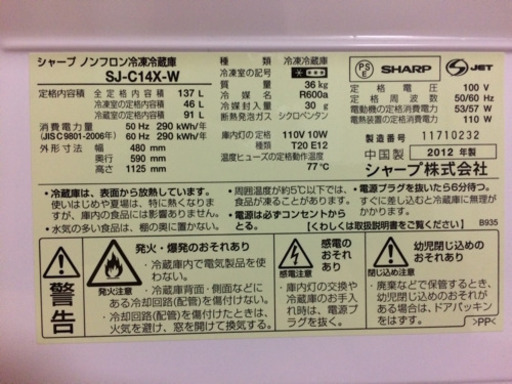 シャープ ノンフロン冷凍冷蔵庫
SJ-C14X-W
定格内容積 全定格内容積 137 L
冷凍室の定格内容積 46 L
冷蔵室の定格内容積 91 L
消費電力量 50 Hz 290 kWh/年
(JIS C9801-2006年) 60 Hz 290 kWh/年
外形寸法 幅 480 mm
奥行 590 mm
高さ 1125 mm
種類 冷凍冷蔵庫
冷凍室の記号
質量 36 kg
冷媒 R600a
冷媒封入量 30 g
断熱発泡ガス シクロペンタン
庫内灯の定格 110V 10W
種類 T20 E12
温度ヒューズの定格動作温度
77℃
PSE SHARP S JET
定格電圧 100 V
定格周波数 50/60 Hz
電動機の定格消費電力 53/57 W
電熱装置の定格消費電力 110 W
製造番号 11710232
中国製 2012 年製
シャープ株式会社
・冷蔵庫は、表面から放熱しています。
使いはじめや夏場は、特に熱くなりま
すが、庫内の食品には影響ありません。
・水気の多い食品は、棚の奥に置かない。
・周囲温度が約5℃以下では、
食品が凍ることがあります。
・電源は必ずコンセントから
とる。
・電源プラグを抜いたら6分待つ。
すぐに差し込むと冷蔵庫に無理が
かかります。
【くわしくは取扱説明書をご覧ください】 B935
警告
発火・爆発のおそれあり
・冷蔵庫内で電気製品を使
わない。
発火注意
・冷蔵庫背面・側面などに
ある冷却回路(配管)を傷付けない。
・冷却回路(配管)を傷付けたときは、
火気を避け、窓を開けて換気する。
感電の
おそれあり
感電注意
・庫内灯の交換や
冷蔵庫のお手入
れ時は、電源プ
ラグを抜く。
幼児閉じ込めの
おそれあり
閉じ込め注意
・廃棄などで保管するとき、
幼児閉じ込めのおそれが
あれば、ドアパッキン
をはずす。
>PP<